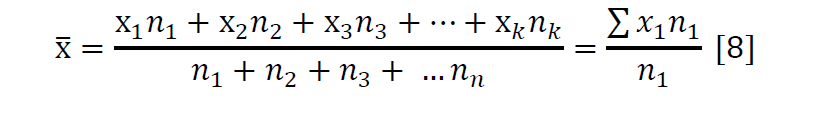 x̄ = (x₁n₁ + x₂n₂ + x₃n₃ + ⋯ + xₖnₖ) / (n₁ + n₂ + n₃ + …nₙ) = (∑ x₁n₁) / n₁ [8]